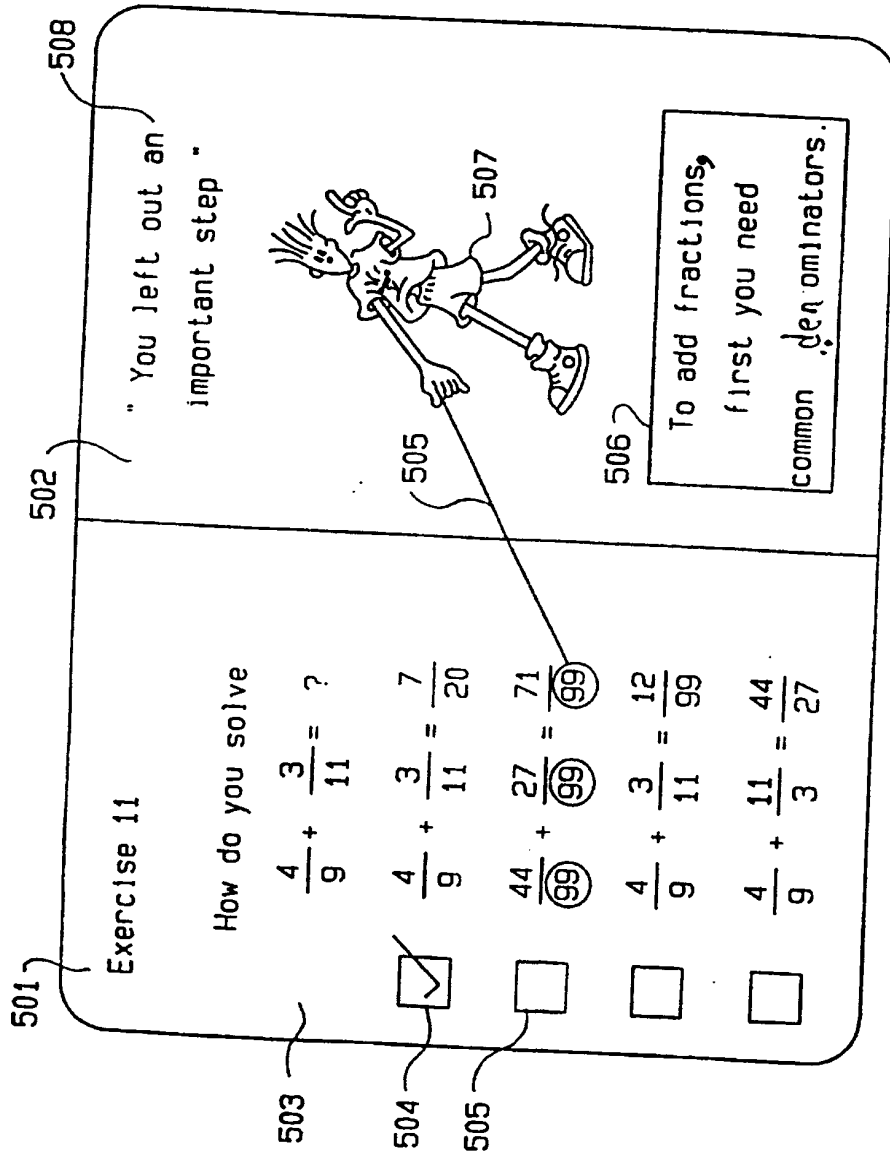 501
502
508
Exercise 11
" You left out an
important step "
How do you solve
503
4/9 + 3/11 = ?
504
4/9 + 3/11 = 7/20
505
44/99 + 27/99 = 71/99
4/9 + 3/11 = 12/99
4/9 + 11/3 = 44/27
505
507
506
To add fractions,
first you need
common denominators.